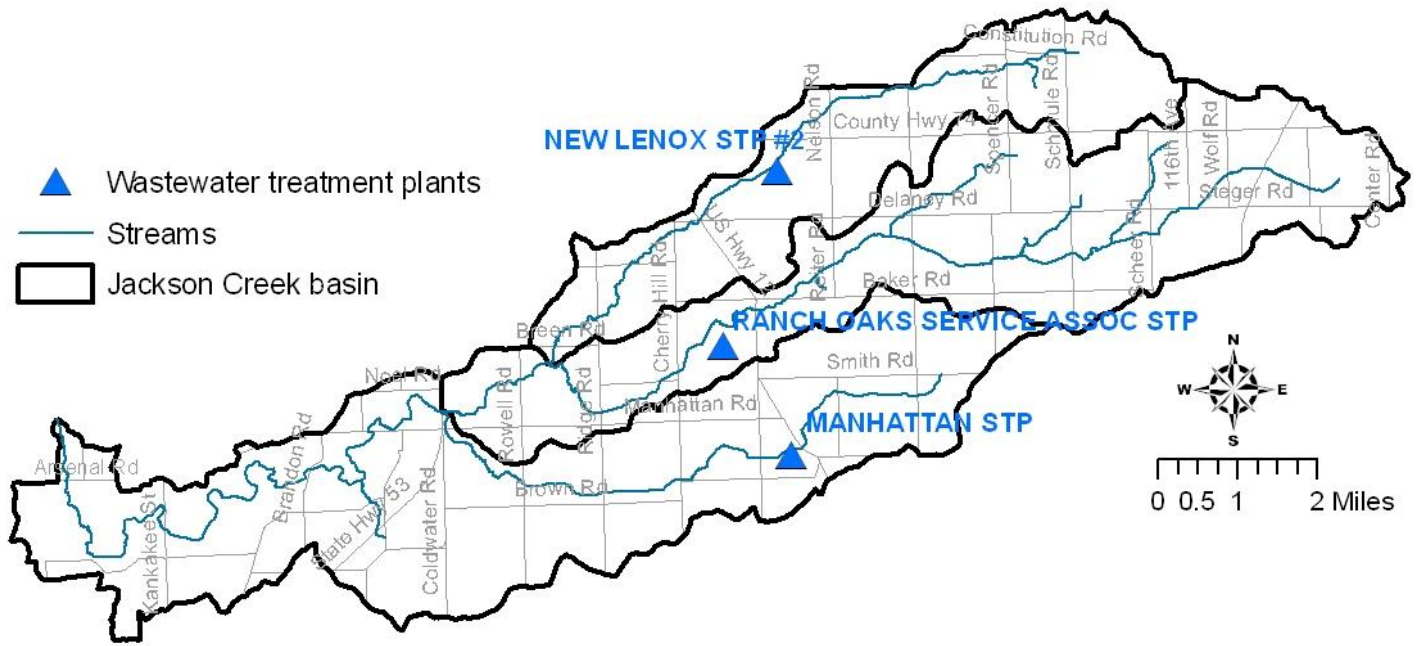 Constitution Rd
Nelson Rd
Spencer Rd
Schoole Rd
County Hwy 74
116th Ave
Wolf Rd
Center Rd
NEW LENOX STP #2
Wastewater treatment plants
Streams
Jackson Creek basin
Delaney Rd
Steger Rd
US Hwy
Reiter Rd
Scheer Rd
Cherry Hill Rd
Baker Rd
Breen Rd
RANCH OAKS SERVICE ASSOC STP
Smith Rd
Noel Rd
Rowell Rd
Ridge Rd
Manhattan Rd
MANHATTAN STP
N
W
E
S
Arsenal Rd
Brandon Rd
Brown Rd
State Hwy 53
Coldwater Rd
Kankakee St
0 0.5 1 2 Miles